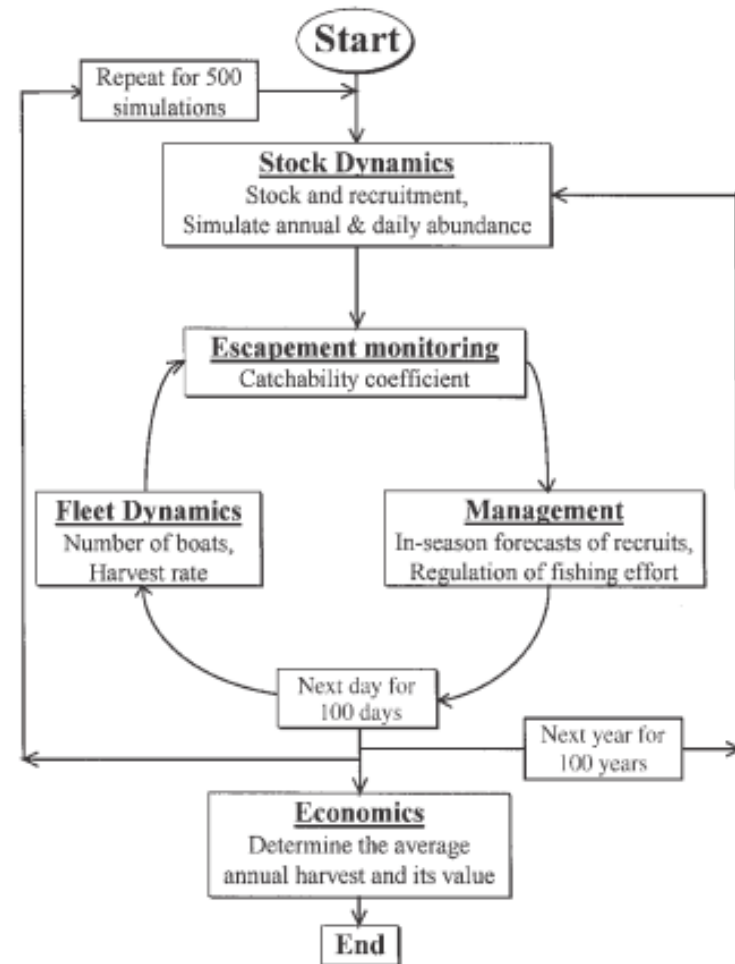 Start
Repeat for 500
simulations
Stock Dynamics
Stock and recruitment,
Simulate annual & daily abundance
Escapement monitoring
Catchability coefficient
Fleet Dynamics
Number of boats,
Harvest rate
Management
In-season forecasts of recruits,
Regulation of fishing effort
Next day for
100 days
Next year for
100 years
Economics
Determine the average
annual harvest and its value
End